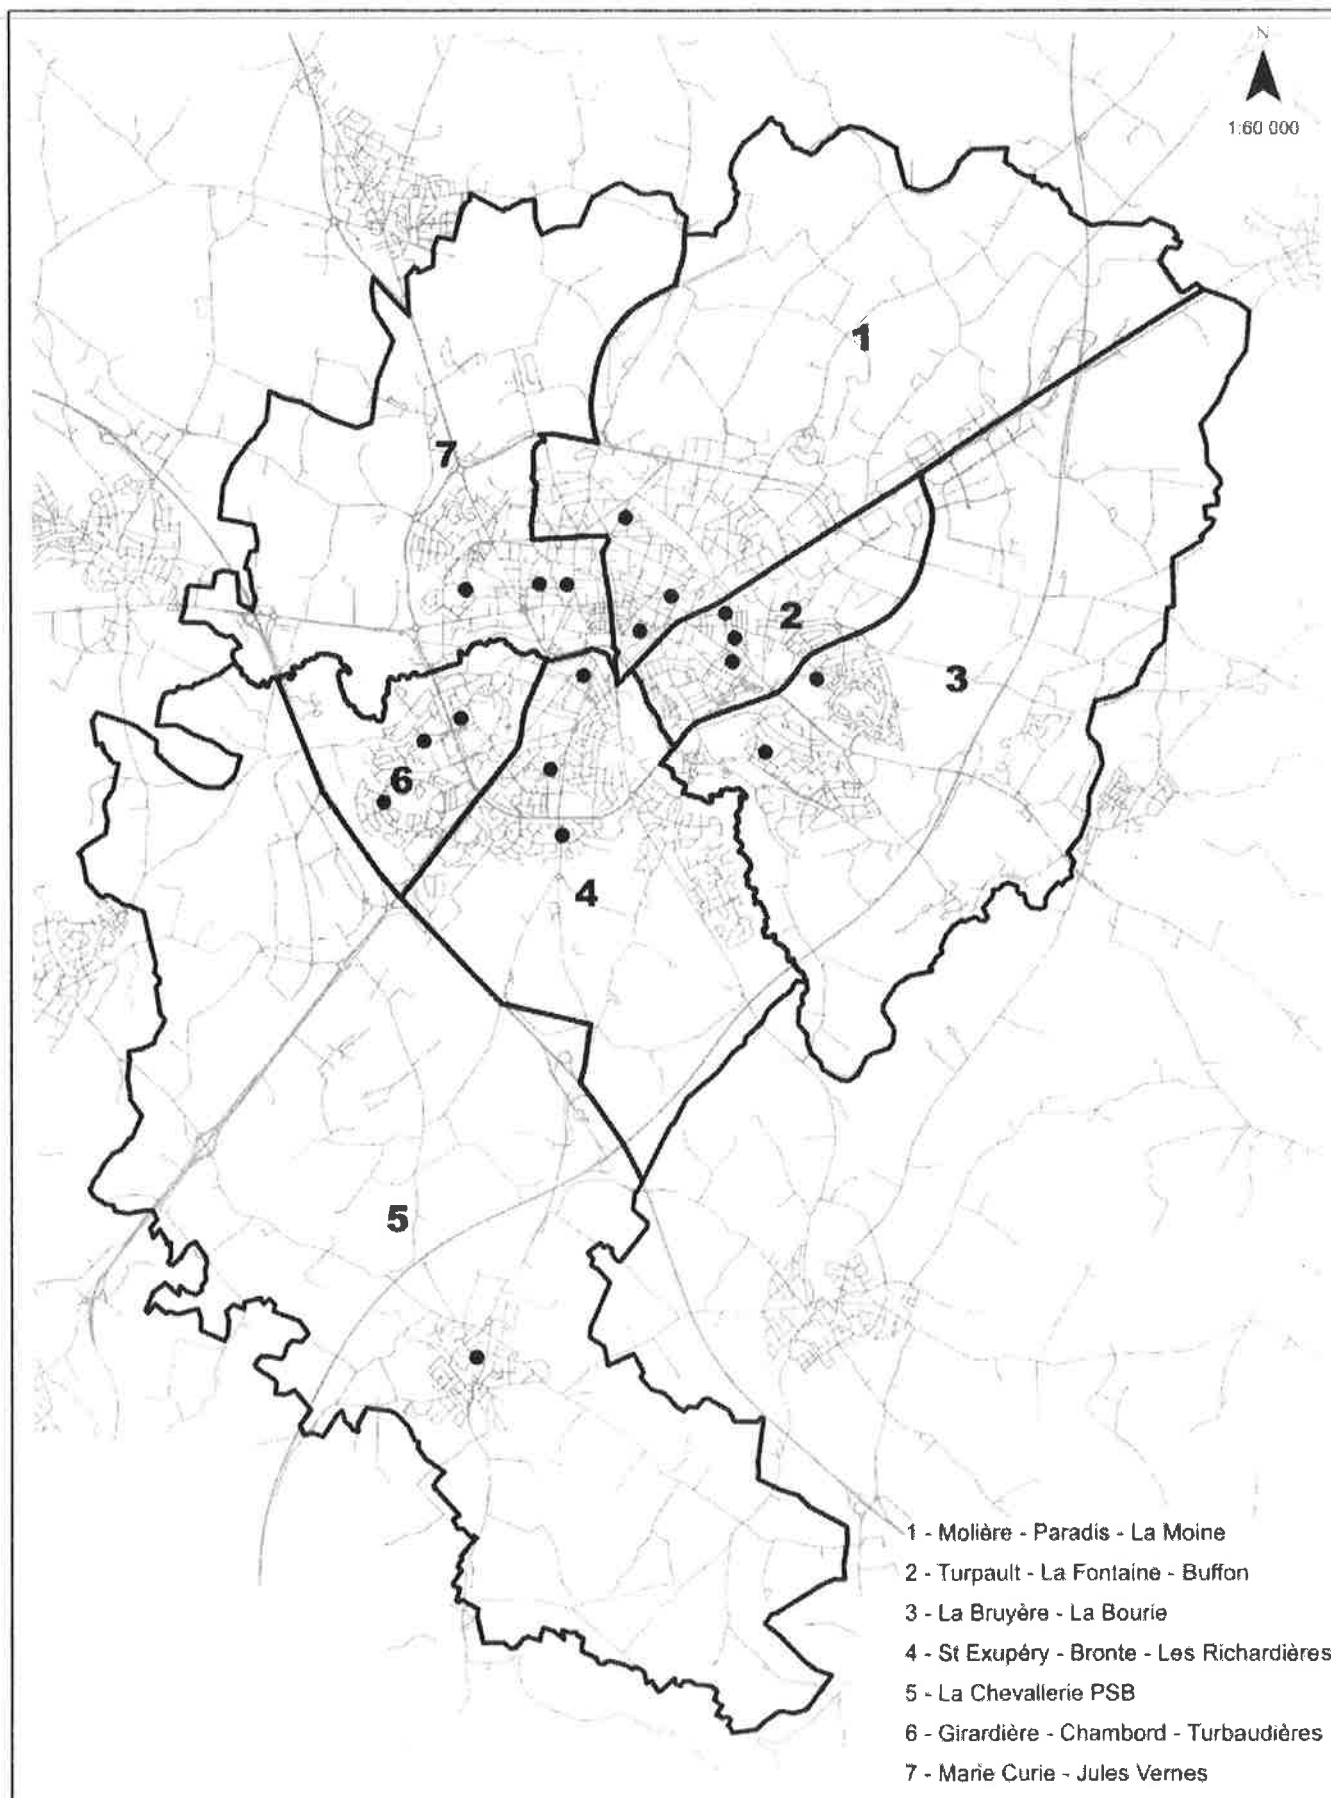 N
1:60 000
1
7
2
3
6
4
5
1 - Molière - Paradis - La Moine
2 - Turpault - La Fontaine - Buffon
3 - La Bruyère - La Bourie
4 - St Exupéry - Bronte - Les Richardières
5 - La Chevallerie PSB
6 - Girardière - Chambord - Turbaudières
7 - Marie Curie - Jules Vernes